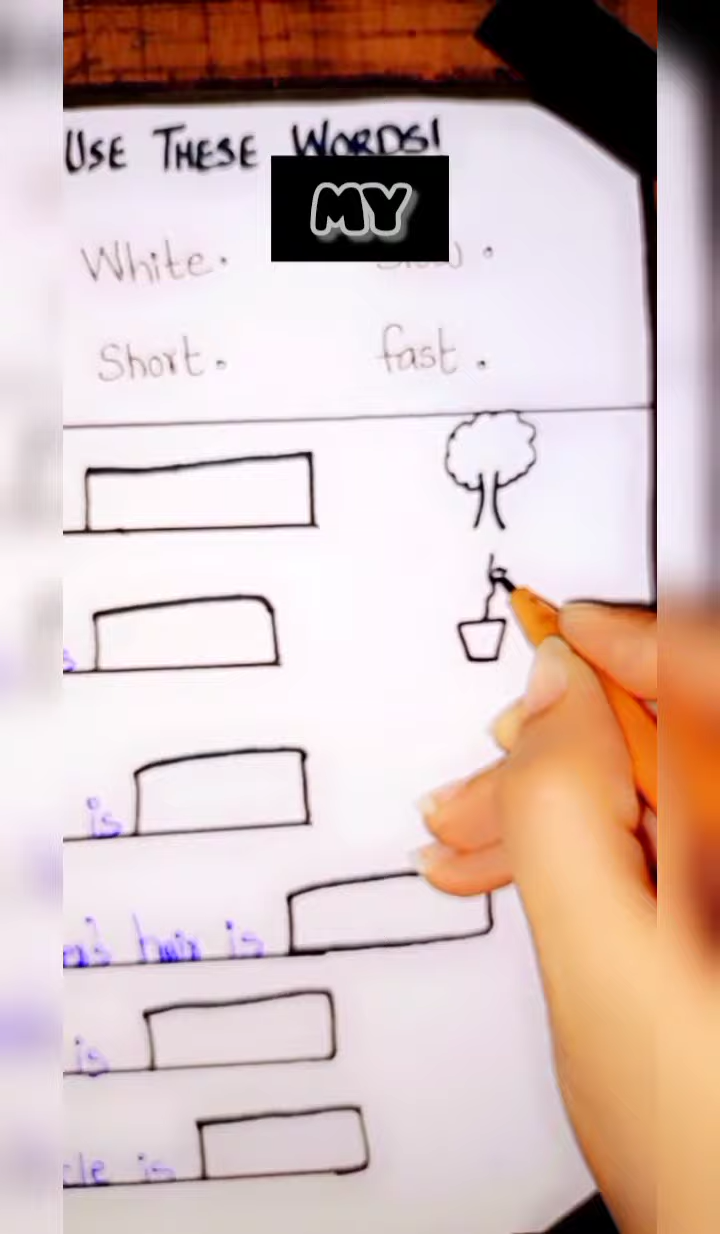 USE THESE WORDS!
MY
White.
Short. fast.
is
hair is
is
is